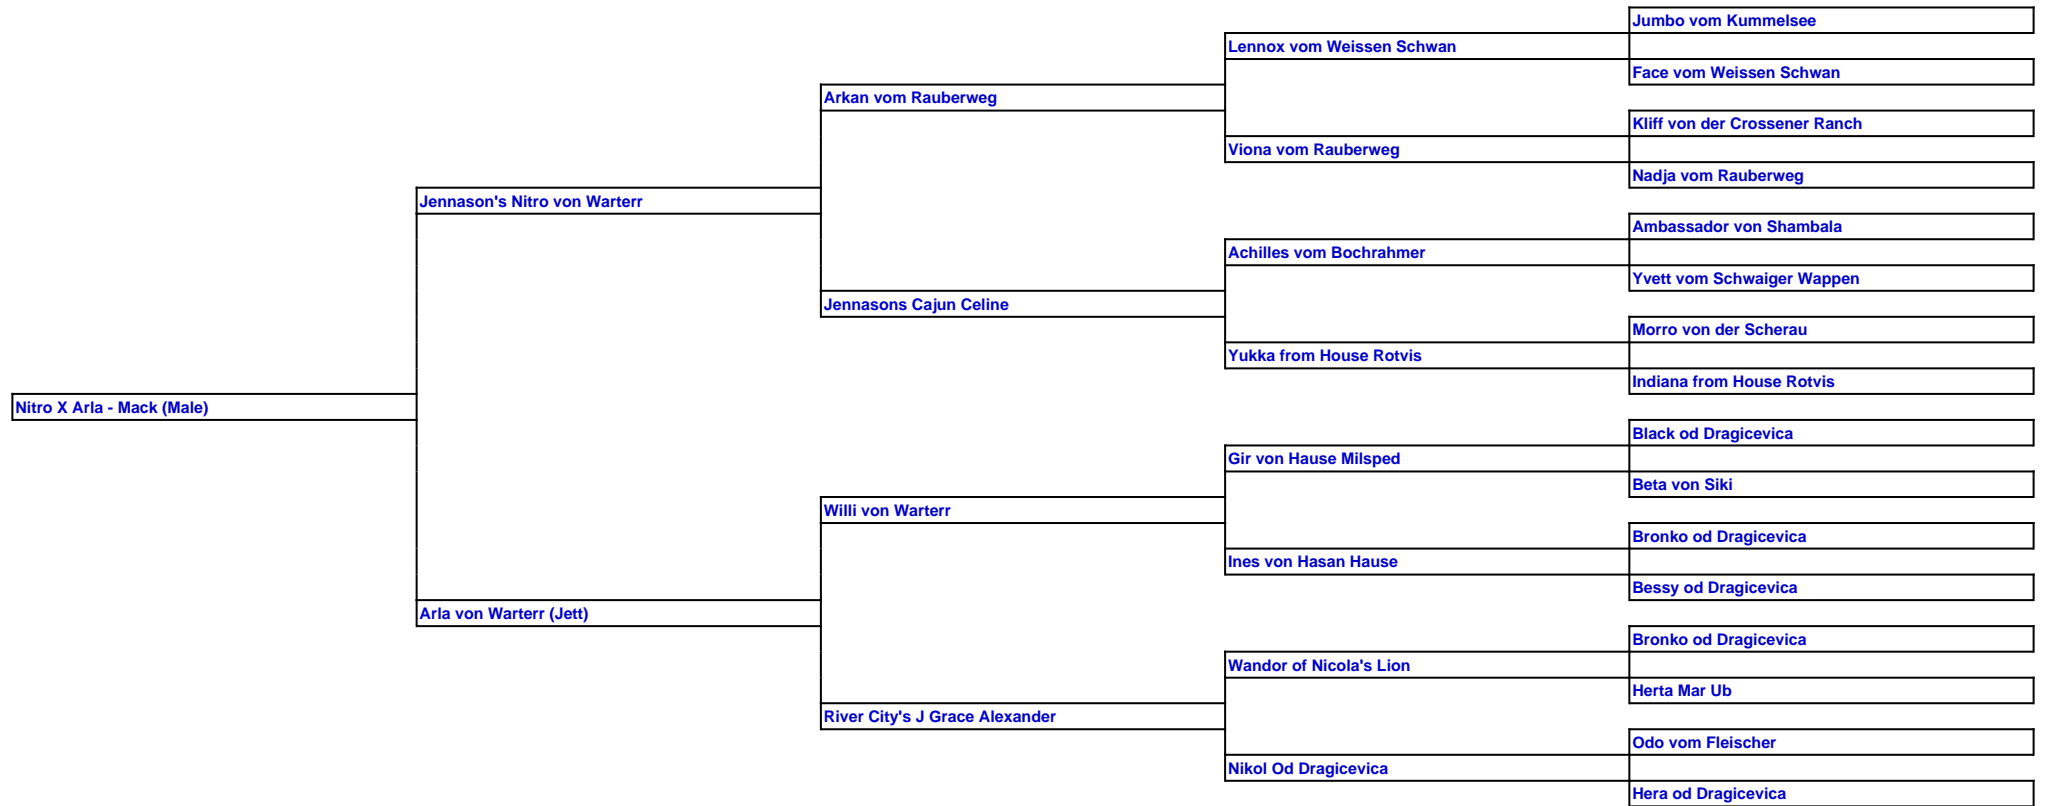 Jumbo vom Kummelsee
Lennox vom Weissen Schwan
Face vom Weissen Schwan
Arkan vom Rauberweg
Kliff von der Crossener Ranch
Viona vom Rauberweg
Nadja vom Rauberweg
Jennason's Nitro von Warterr
Ambassador von Shambala
Achilles vom Bochrahmer
Yvett vom Schwaiger Wappen
Jennasons Cajun Celine
Morro von der Scherau
Yukka from House Rotvis
Indiana from House Rotvis
Nitro X Arla - Mack (Male)
Black od Dragicevica
Gir von Hause Milsped
Beta von Siki
Willi von Warterr
Bronko od Dragicevica
Ines von Hasan Hause
Bessy od Dragicevica
Arla von Warterr (Jett)
Bronko od Dragicevica
Wandor of Nicola's Lion
Herta Mar Ub
River City's J Grace Alexander
Odo vom Fleischer
Nikol Od Dragicevica
Hera od Dragicevica